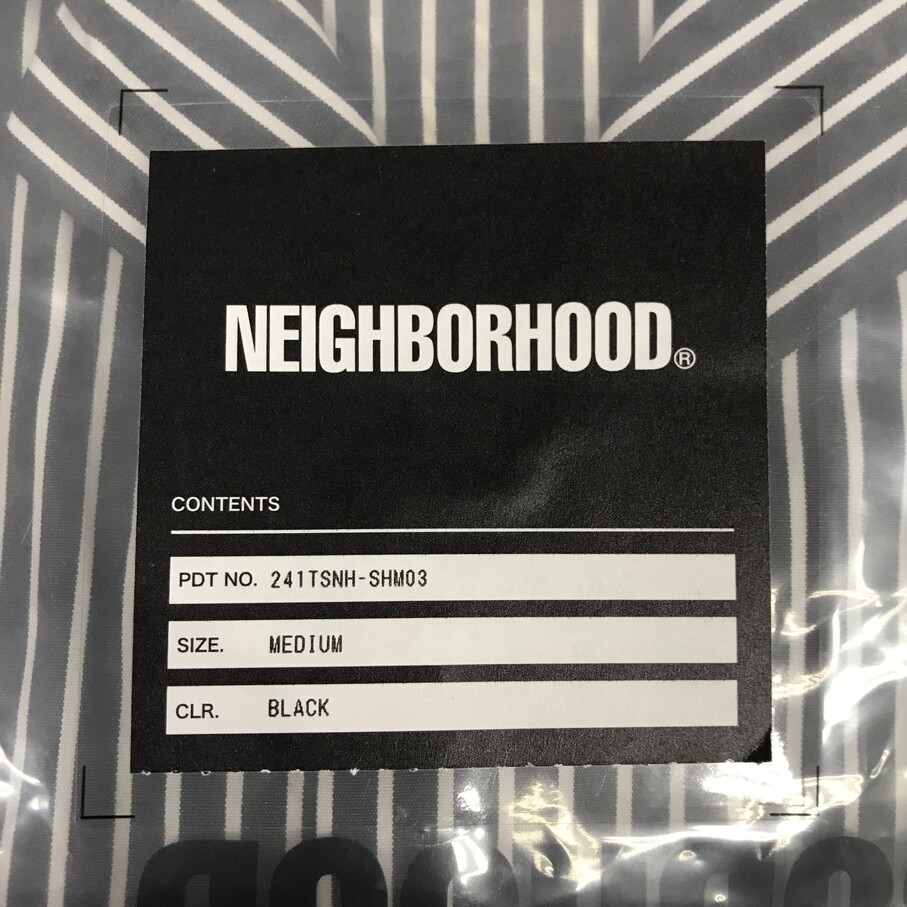 NEIGHBORHOOD®
CONTENTS
PDT NO. 241TSNH-SHM03
SIZE. MEDIUM
CLR. BLACK